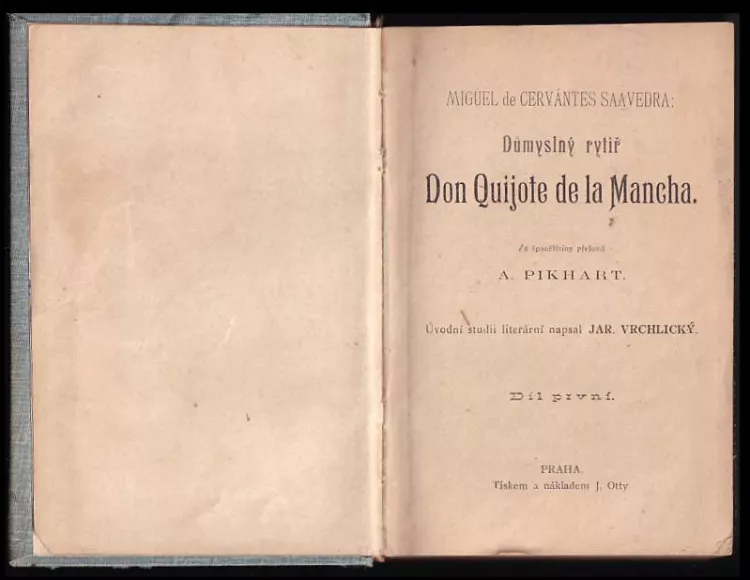 MIGUEL de CERVÁNTES SAAVEDRA:
Důmyslný rytíř
Don Quijote de la Mancha.
Ze španělštiny přeložil
A. PIKHART.
Úvodní studii literární napsal JAR. VRCHLICKÝ.
Díl první.
PRAHA.
Tiskem a nákladem J. Otty